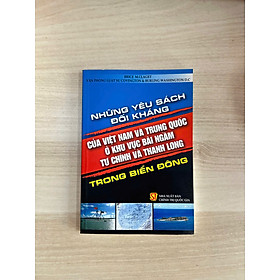 BRICE M.CLAGET
VĂN PHÒNG LUẬT SƯ COVINGTON & BURLING WASHINGTON D.C
NHỮNG YÊU SÁCH
ĐỐI KHÁNG
CỦA VIỆT NAM VÀ TRUNG QUỐC
Ở KHU VỰC BÃI NGẦM
TƯ CHÍNH VÀ THANH LONG
TRONG BIỂN ĐÔNG
NHÀ XUẤT BẢN
CHÍNH TRỊ QUỐC GIA